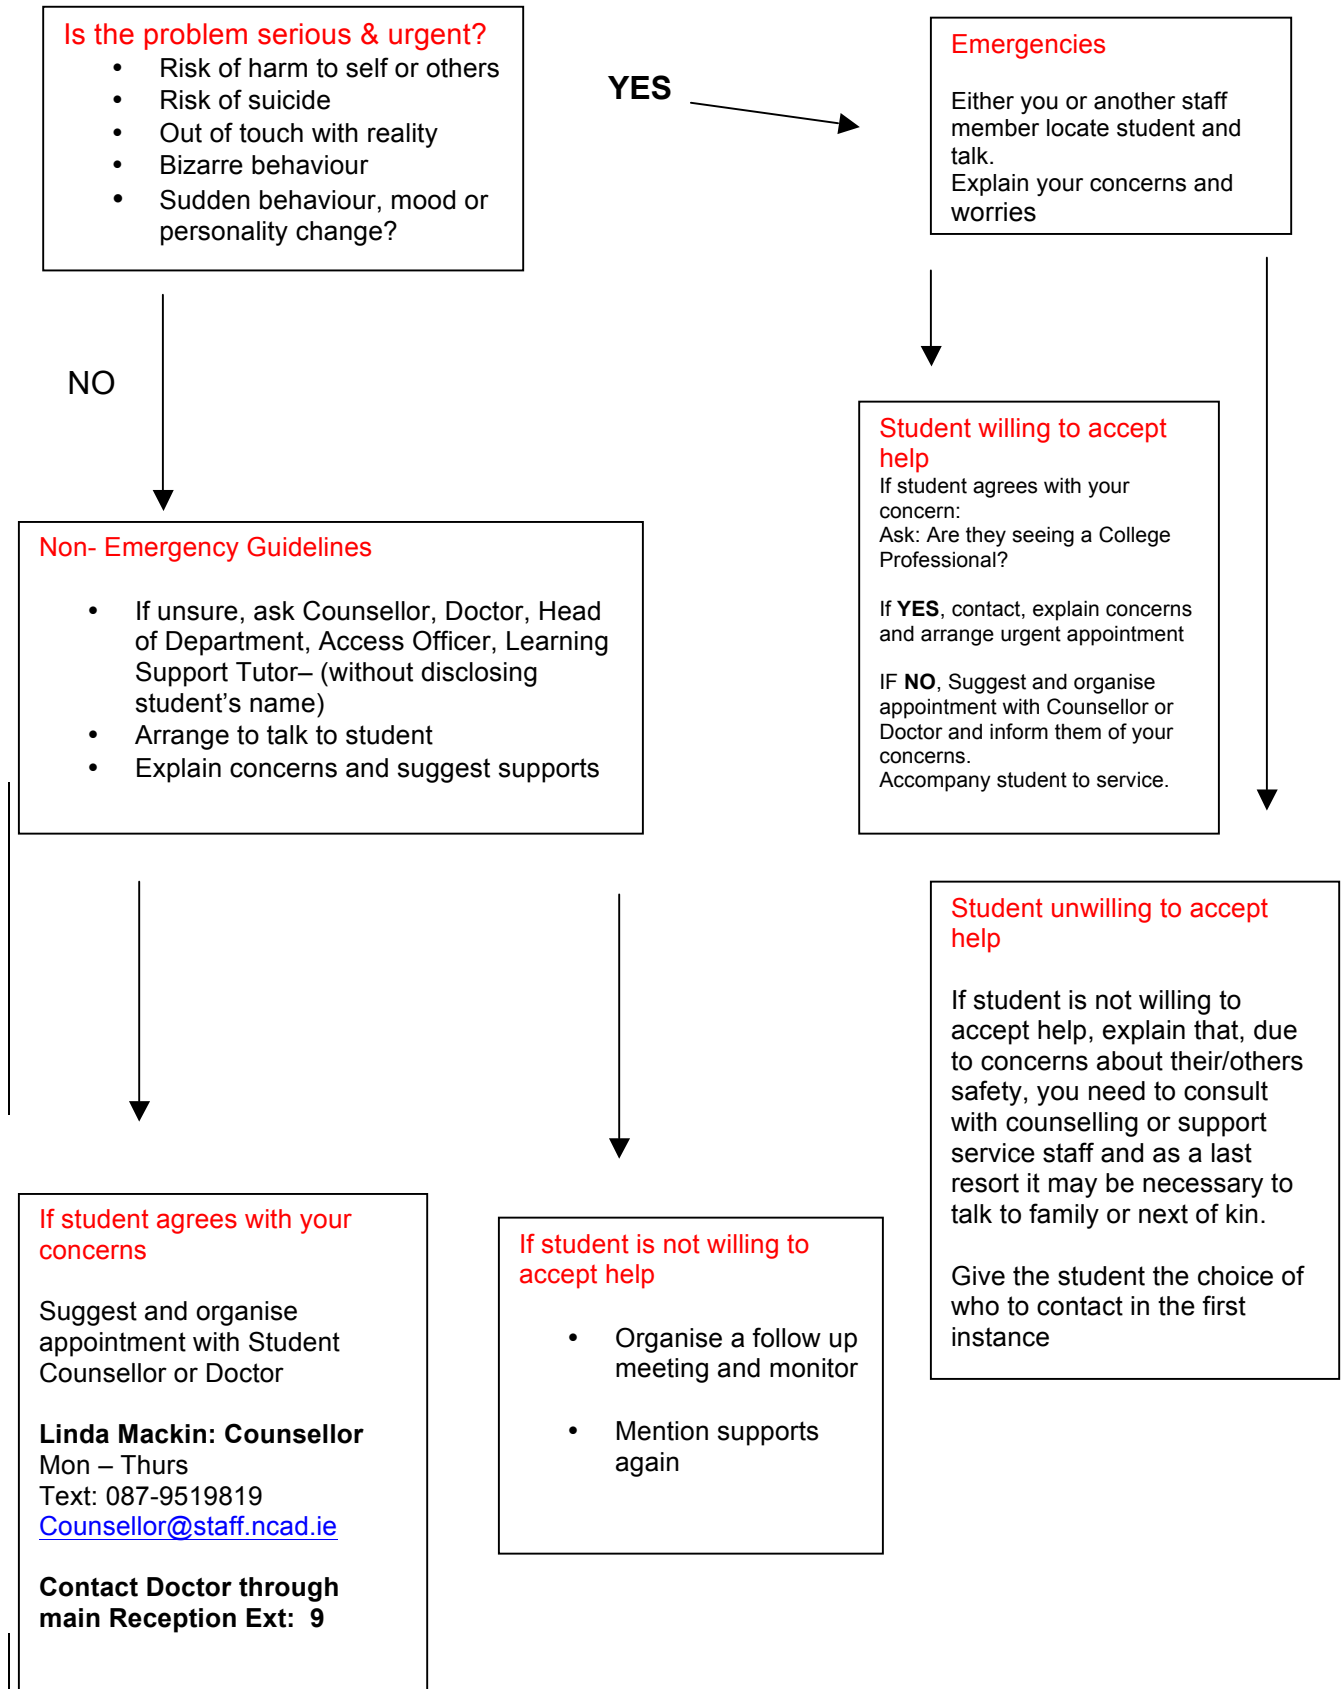 Is the problem serious & urgent?
• Risk of harm to self or others
• Risk of suicide
• Out of touch with reality
• Bizarre behaviour
• Sudden behaviour, mood or
personality change?
YES
Emergencies
Either you or another staff
member locate student and
talk.
Explain your concerns and
worries
NO
Student willing to accept
help
If student agrees with your
concern:
Ask: Are they seeing a College
Professional?
If YES, contact, explain concerns
and arrange urgent appointment
IF NO, Suggest and organise
appointment with Counsellor or
Doctor and inform them of your
concerns.
Accompany student to service.
Non- Emergency Guidelines
• If unsure, ask Counsellor, Doctor, Head
of Department, Access Officer, Learning
Support Tutor– (without disclosing
student’s name)
• Arrange to talk to student
• Explain concerns and suggest supports
Student unwilling to accept
help
If student is not willing to
accept help, explain that, due
to concerns about their/others
safety, you need to consult
with counselling or support
service staff and as a last
resort it may be necessary to
talk to family or next of kin.
Give the student the choice of
who to contact in the first
instance
If student agrees with your
concerns
Suggest and organise
appointment with Student
Counsellor or Doctor
Linda Mackin: Counsellor
Mon – Thurs
Text: 087-9519819
Counsellor@staff.ncad.ie
Contact Doctor through
main Reception Ext: 9
If student is not willing to
accept help
• Organise a follow up
meeting and monitor
• Mention supports
again